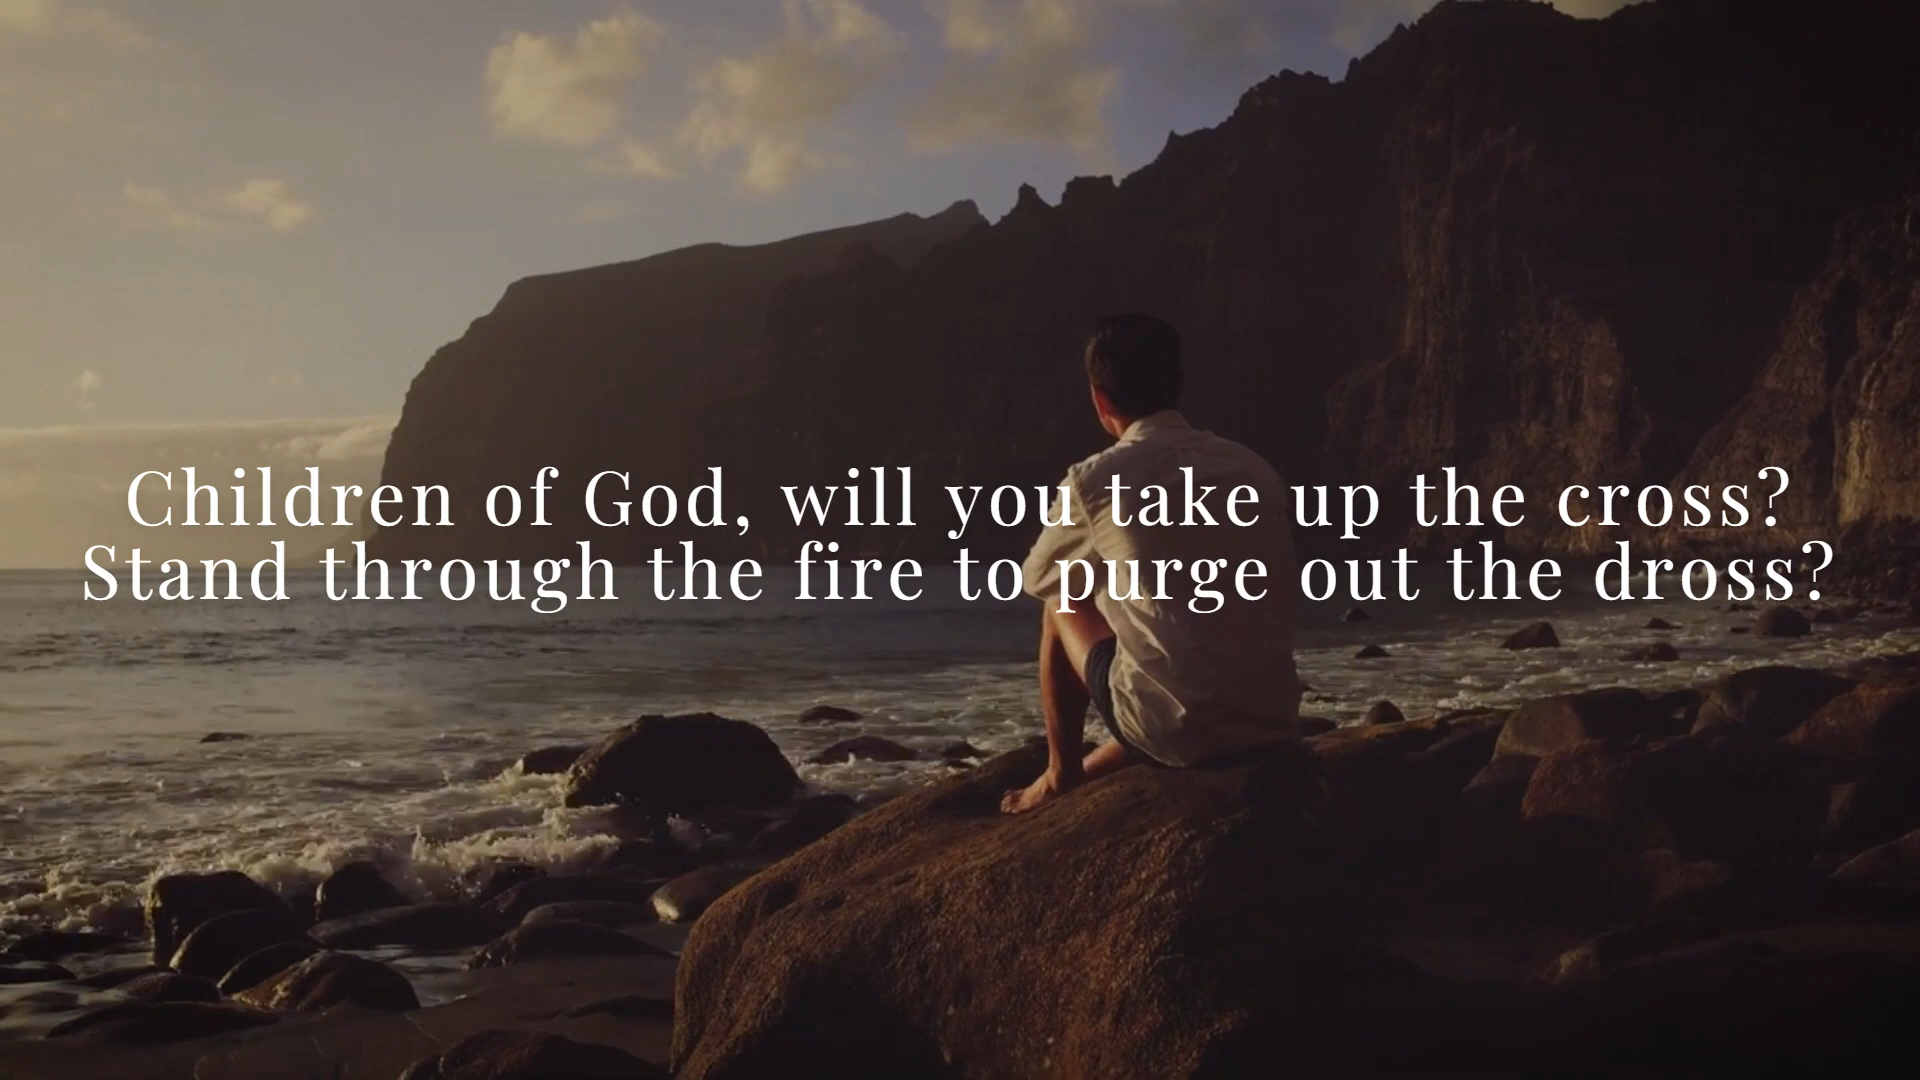 Children of God, will you take up the cross?
Stand through the fire to purge out the dross?